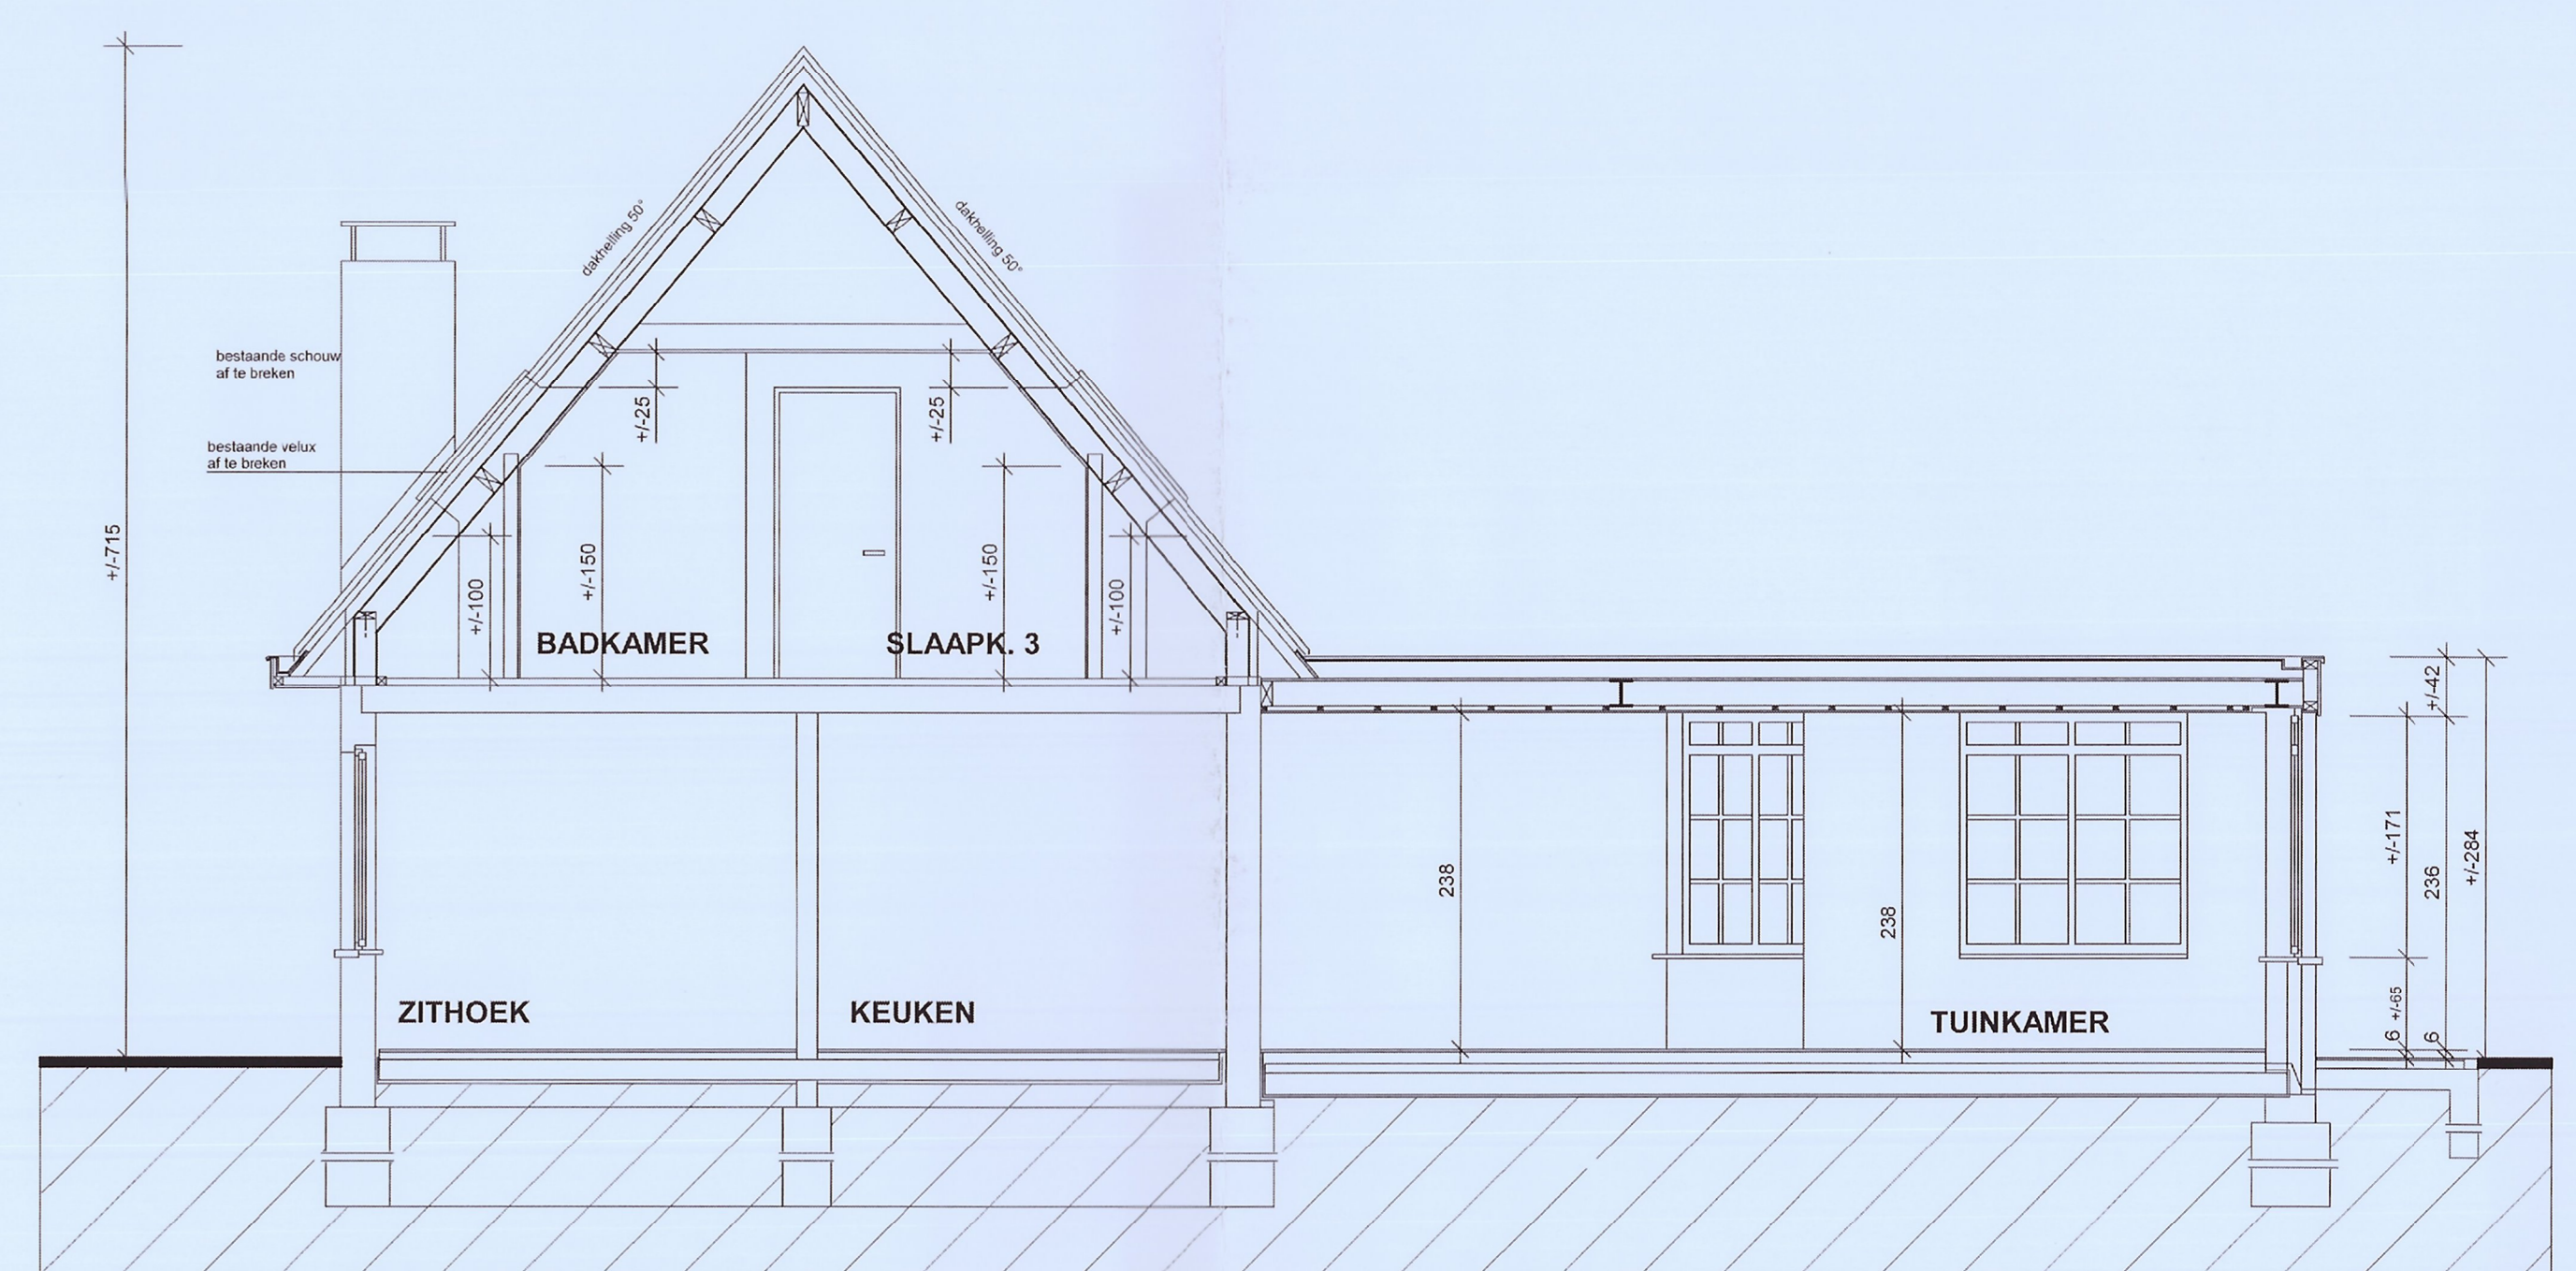 dakhelling 50°
dakhelling 50°
bestaande schouw
af te breken
bestaande velux
af te breken
+/-715
+/-25
+/-25
+/-100
+/-150
+/-150
+/-100
BADKAMER
SLAAPK. 3
+/-42
+/-171
236
+/-284
238
238
ZITHOEK
KEUKEN
TUINKAMER
+/-65
6
6